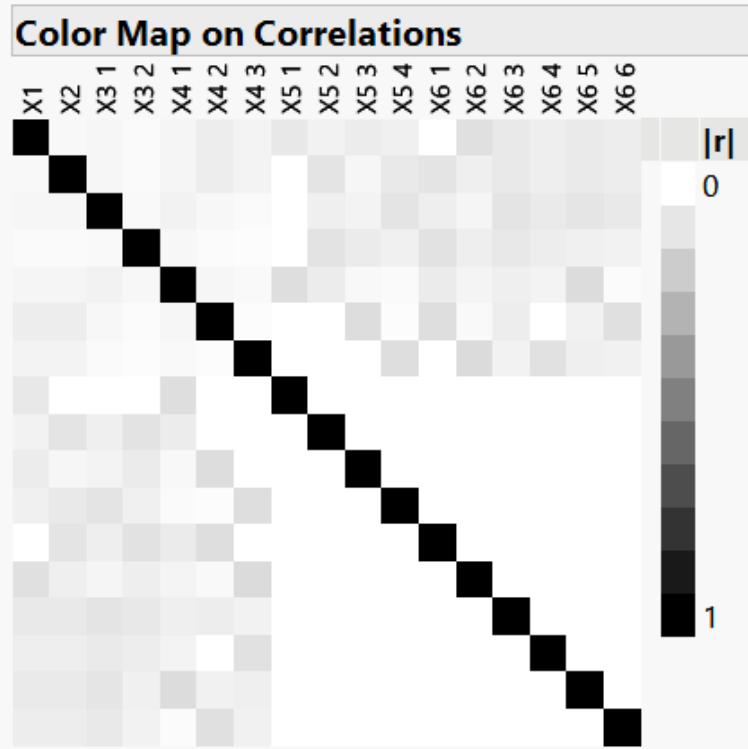 Color Map on Correlations
X1 X2 X3 1 X3 2 X4 1 X4 2 X4 3 X5 1 X5 2 X5 3 X5 4 X6 1 X6 2 X6 3 X6 4 X6 5 X6 6
|r|
0
1